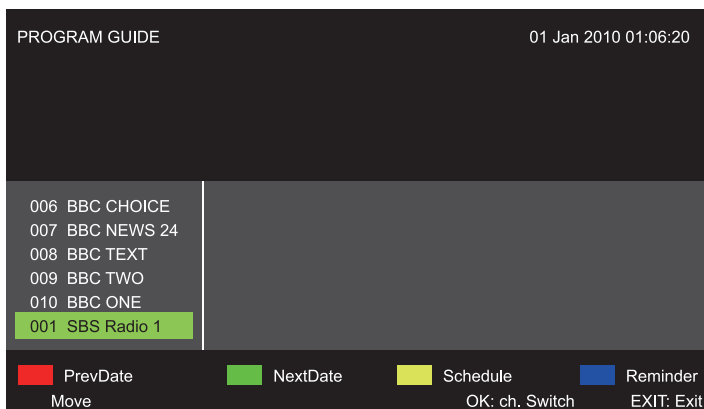 PROGRAM GUIDE 01 Jan 2010 01:06:20
006 BBC CHOICE
007 BBC NEWS 24
008 BBC TEXT
009 BBC TWO
010 BBC ONE
001 SBS Radio 1
PrevDate NextDate Schedule Reminder
Move OK: ch. Switch EXIT: Exit